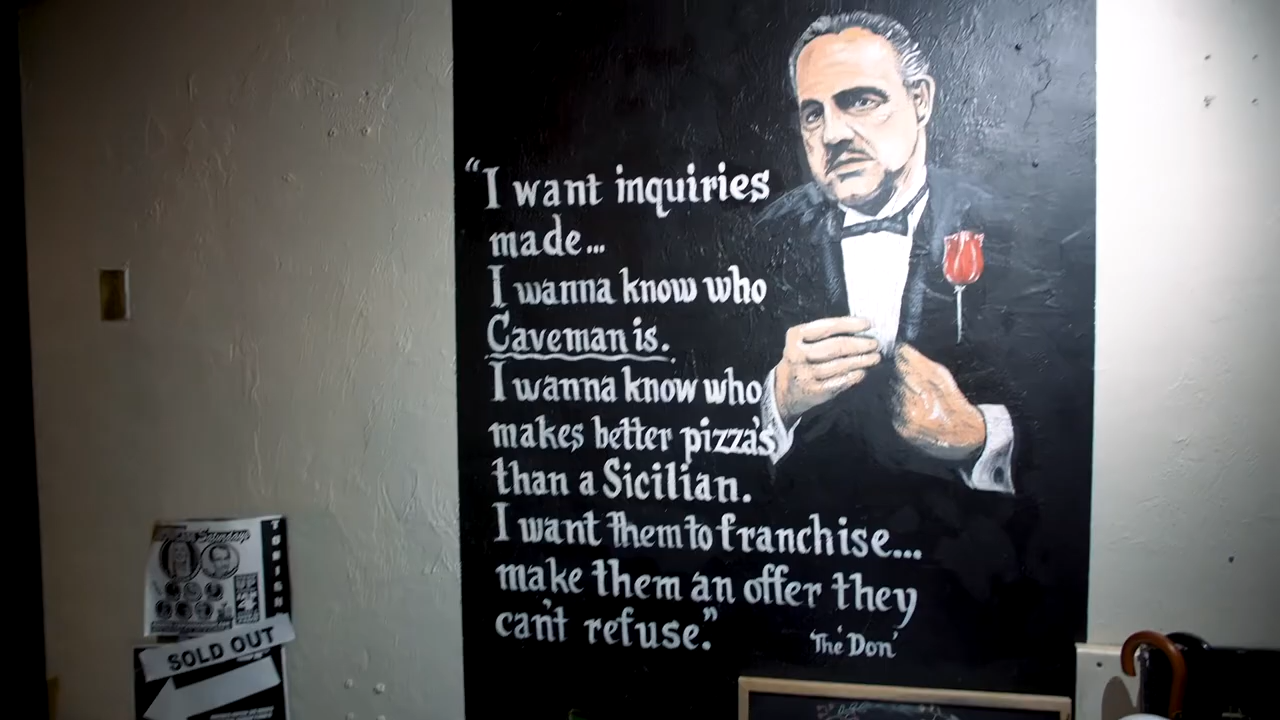 "I want inquiries
made...
I wanna know who
Caveman is.
I wanna know who
makes better pizza's
than a Sicilian.
I want them to franchise...
make them an offer they
can't refuse."
'The Don'
SOLD OUT